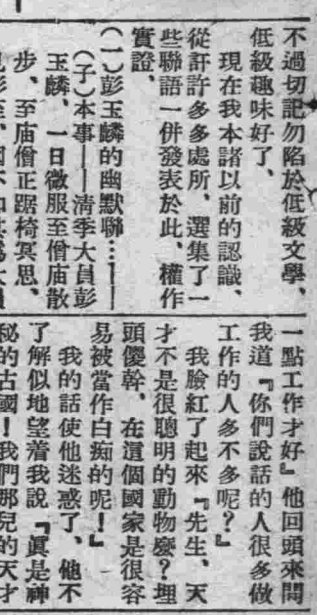 不過切記勿陷於低級文學、
低級趣味好了、
現在我本諸以前的認識、
從許許多多處所、選集了一
些聯語一併發表於此、權作
實證、
(一)彭玉麟的幽默聯…：——
(子)本事——清季大員彭
玉麟、一日微服至僧庙散
步、至庙僧正踞椅冥思、
一點工作才好』他回頭來問
我道『你們說話的人很多做
工作的人多不多呢？』
我臉紅了起來『先生、天
才不是很聰明的動物麼？埋
頭傻幹、在這個國家是很容
易被當作白痴的呢！』
我的話使他迷惑了、他不
了解似地望着我說『眞是神
秘的古國！我們那兒的天才